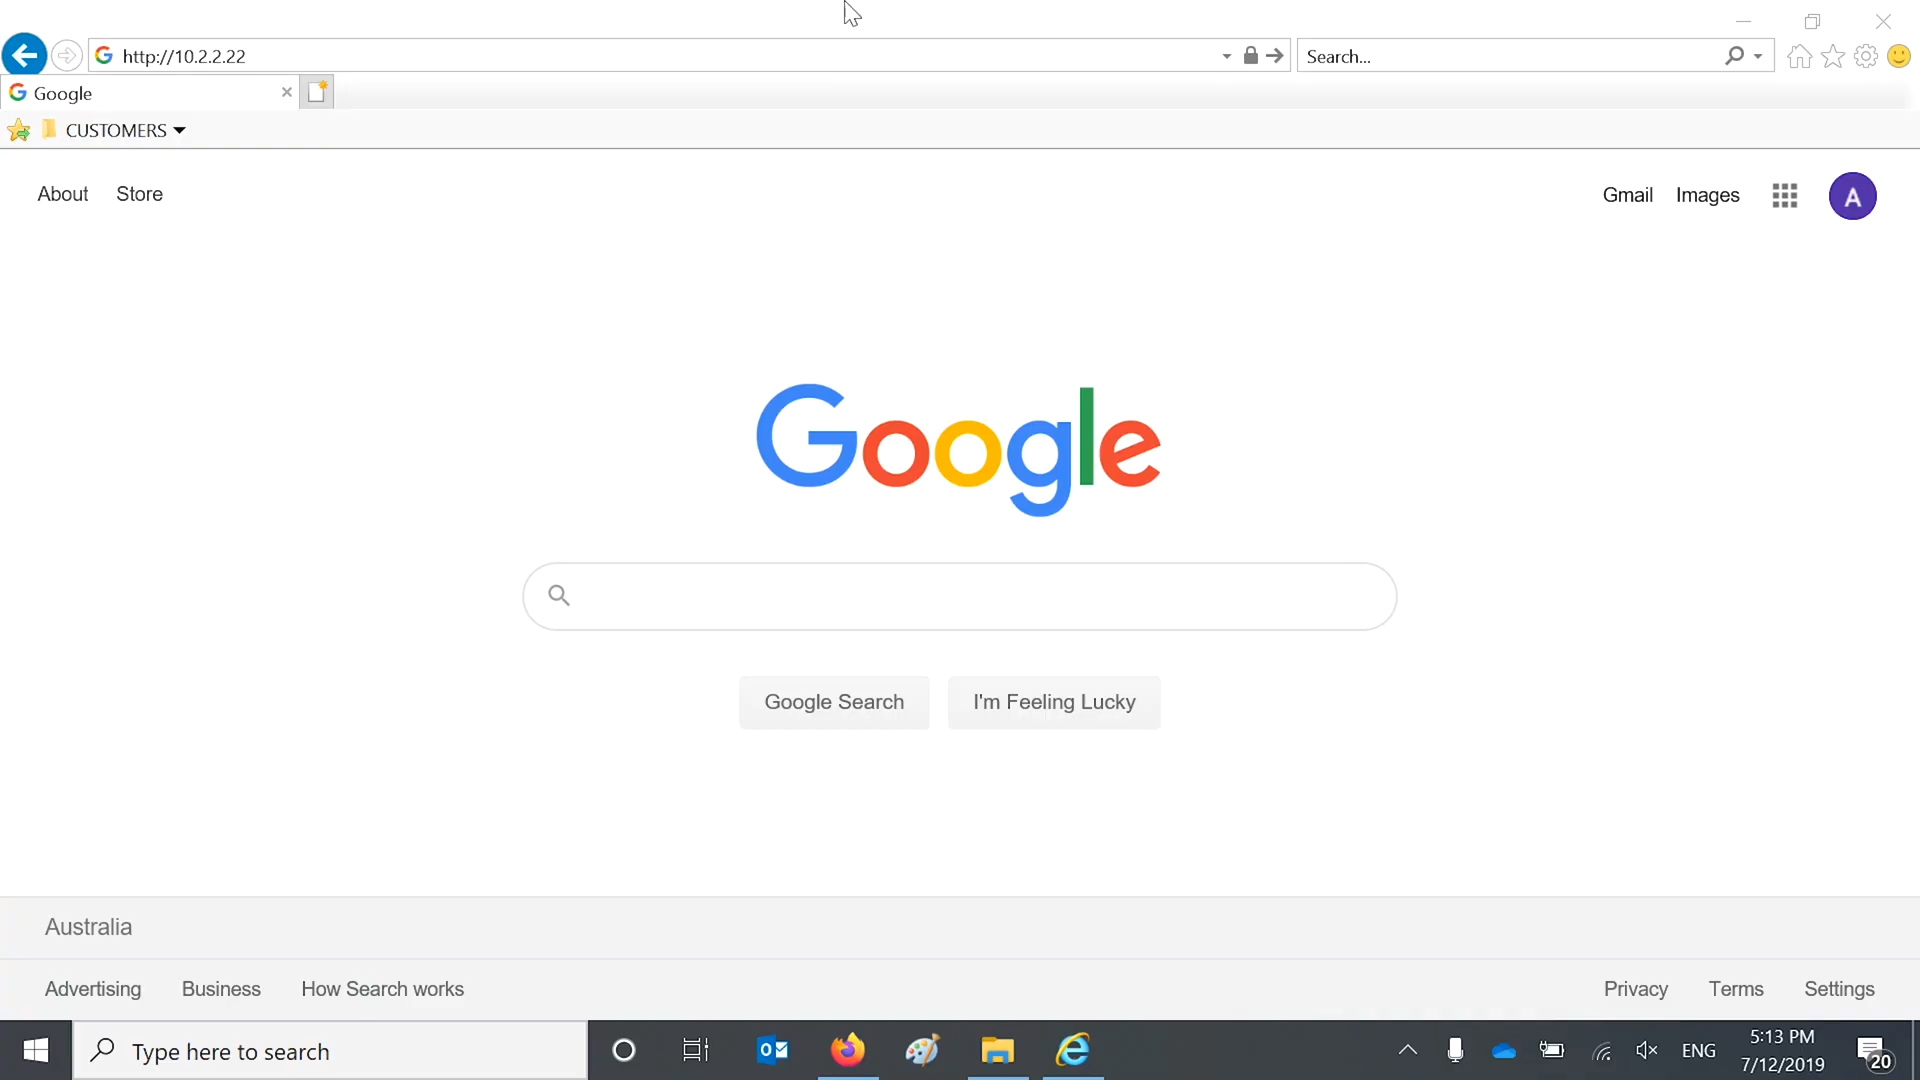 http://10.2.2.22
Search...
Google
CUSTOMERS
About Store
Gmail Images
A
Google
Google Search
I'm Feeling Lucky
Australia
Advertising Business How Search works
Privacy Terms Settings
Type here to search
ENG
5:13 PM
7/12/2019
20